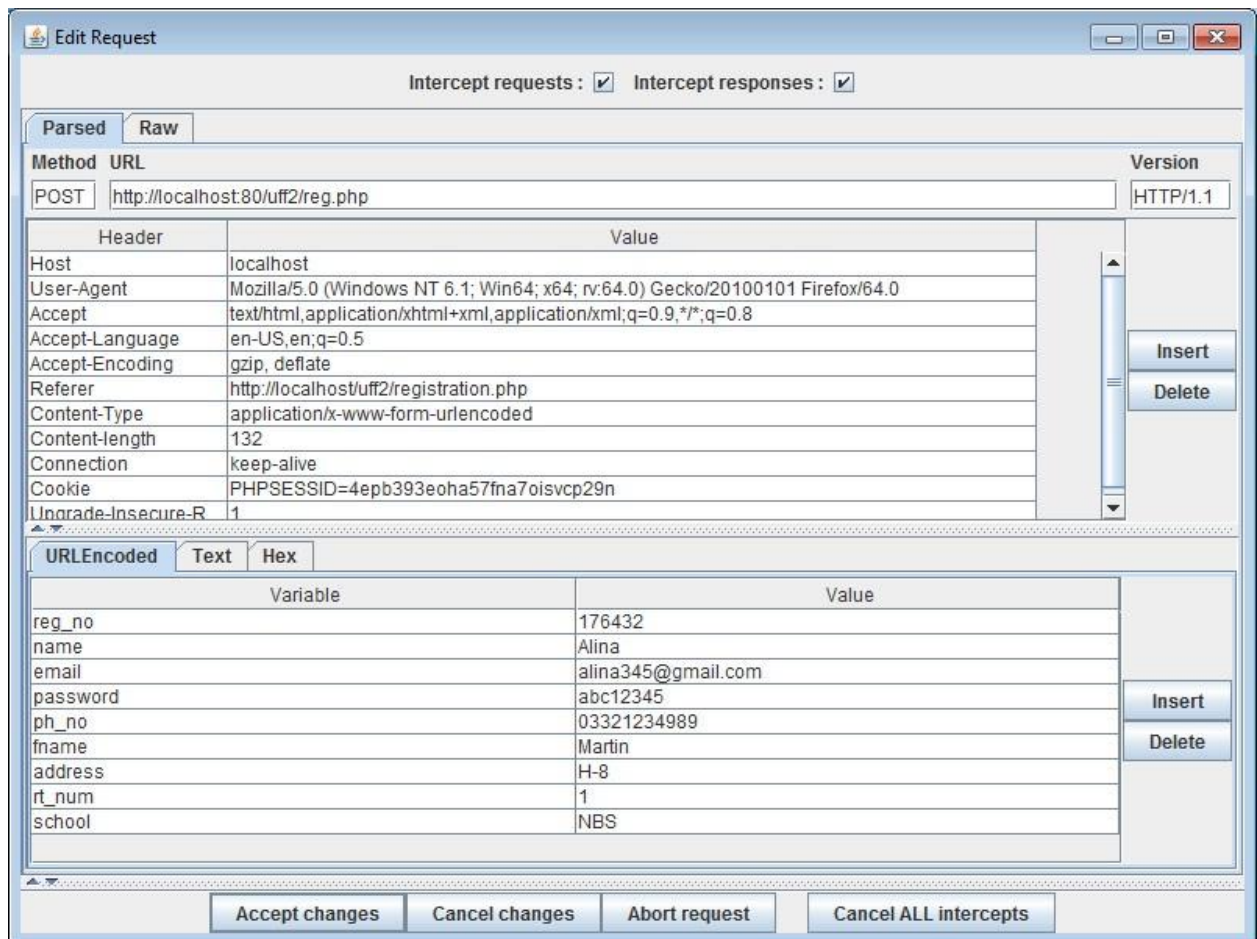 Edit Request
Intercept requests : Intercept responses :
Parsed Raw
Method URL Version
POST http://localhost:80/uff2/reg.php HTTP/1.1
Header Value
Host localhost
User-Agent Mozilla/5.0 (Windows NT 6.1; Win64; x64; rv:64.0) Gecko/20100101 Firefox/64.0
Accept text/html,application/xhtml+xml,application/xml;q=0.9,*/*;q=0.8
Accept-Language en-US,en;q=0.5
Accept-Encoding gzip, deflate
Insert
Referer http://localhost/uff2/registration.php
Delete
Content-Type application/x-www-form-urlencoded
Content-length 132
Connection keep-alive
Cookie PHPSESSID=4epb393eoha57fna7oisvcp29n
Upgrade-Insecure-R 1
URLEncoded Text Hex
Variable Value
reg_no 176432
name Alina
email alina345@gmail.com
password abc12345
Insert
ph_no 03321234989
fname Martin
Delete
address H-8
rt_num 1
school NBS
Accept changes Cancel changes Abort request Cancel ALL intercepts